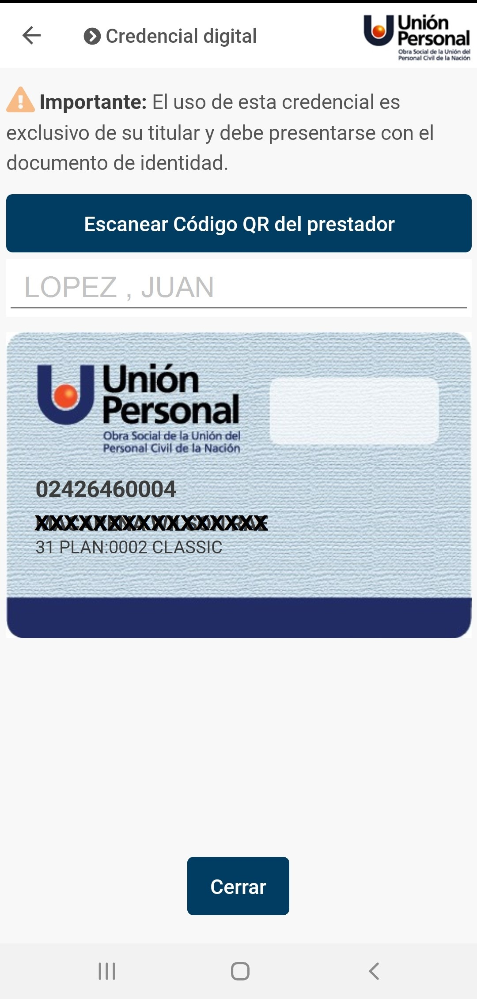 Credencial digital
Unión
Personal
Obra Social de la Unión del
Personal Civil de la Nación
Importante: El uso de esta credencial es
exclusivo de su titular y debe presentarse con el
documento de identidad.
Escanear Código QR del prestador
LOPEZ , JUAN
Unión
Personal
Obra Social de la Unión del
Personal Civil de la Nación
02426460004
XXXXXXXXXXXXXXXX
31 PLAN:0002 CLASSIC
Cerrar